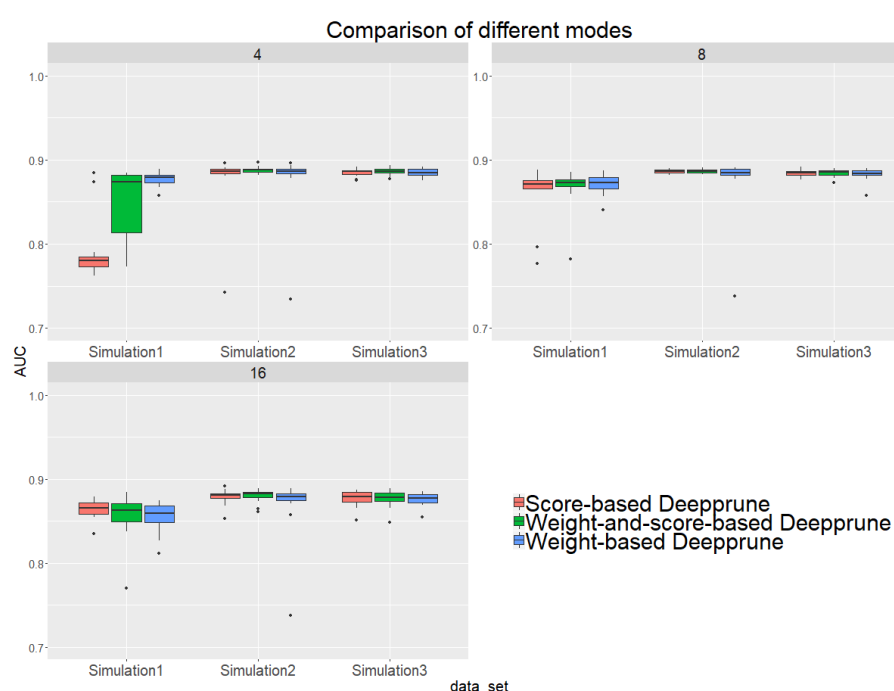 Comparison of different modes
4
8
1.0
0.9
0.8
0.7
Simulation1
Simulation2
Simulation3
1.0
0.9
0.8
0.7
Simulation1
Simulation2
Simulation3
AUC
16
1.0
0.9
0.8
0.7
Simulation1
Simulation2
Simulation3
Score-based Deepprune
Weight-and-score-based Deepprune
Weight-based Deepprune
data_set